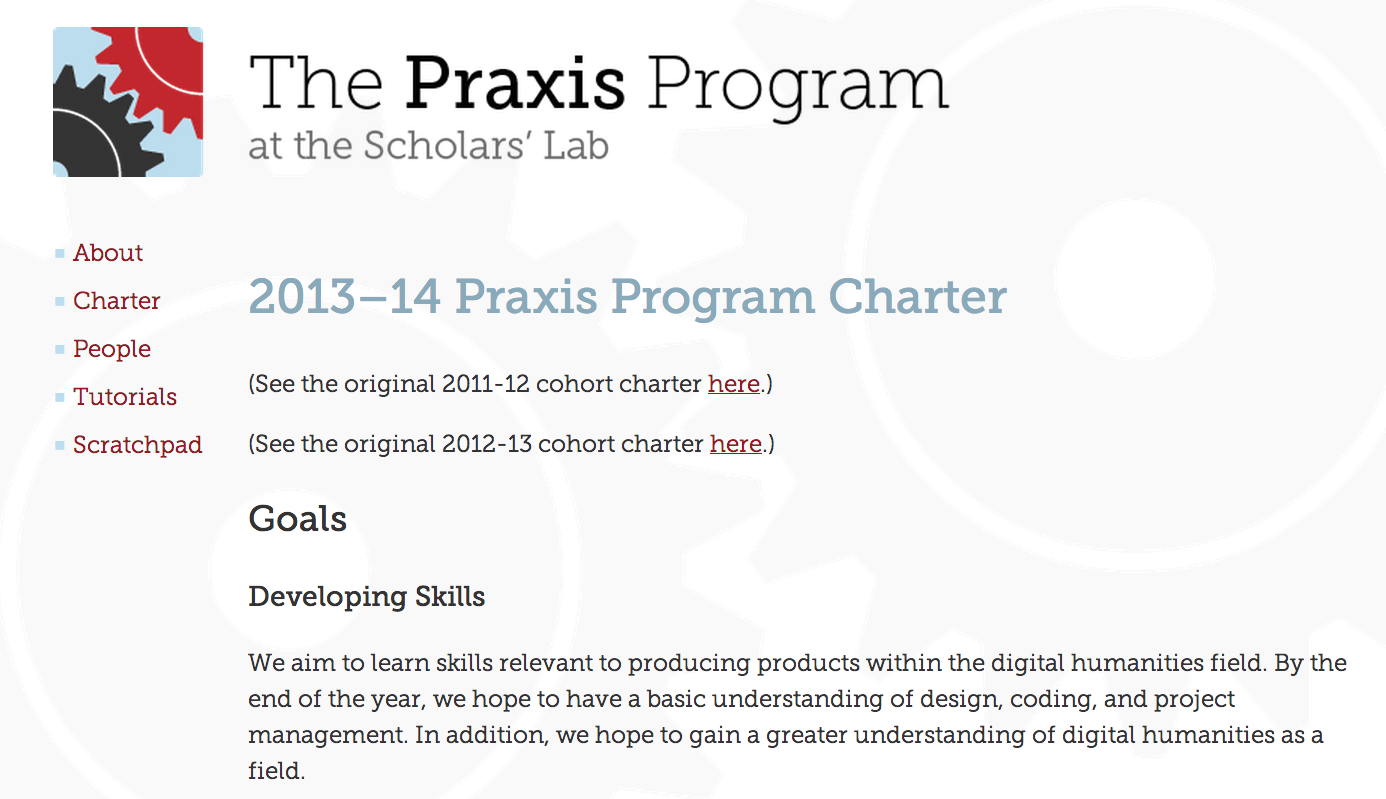 The Praxis Program
at the Scholars’ Lab
About
Charter
People
Tutorials
Scratchpad
2013–14 Praxis Program Charter
(See the original 2011-12 cohort charter here.)
(See the original 2012-13 cohort charter here.)
Goals
Developing Skills
We aim to learn skills relevant to producing products within the digital humanities field. By the
end of the year, we hope to have a basic understanding of design, coding, and project
management. In addition, we hope to gain a greater understanding of digital humanities as a
field.